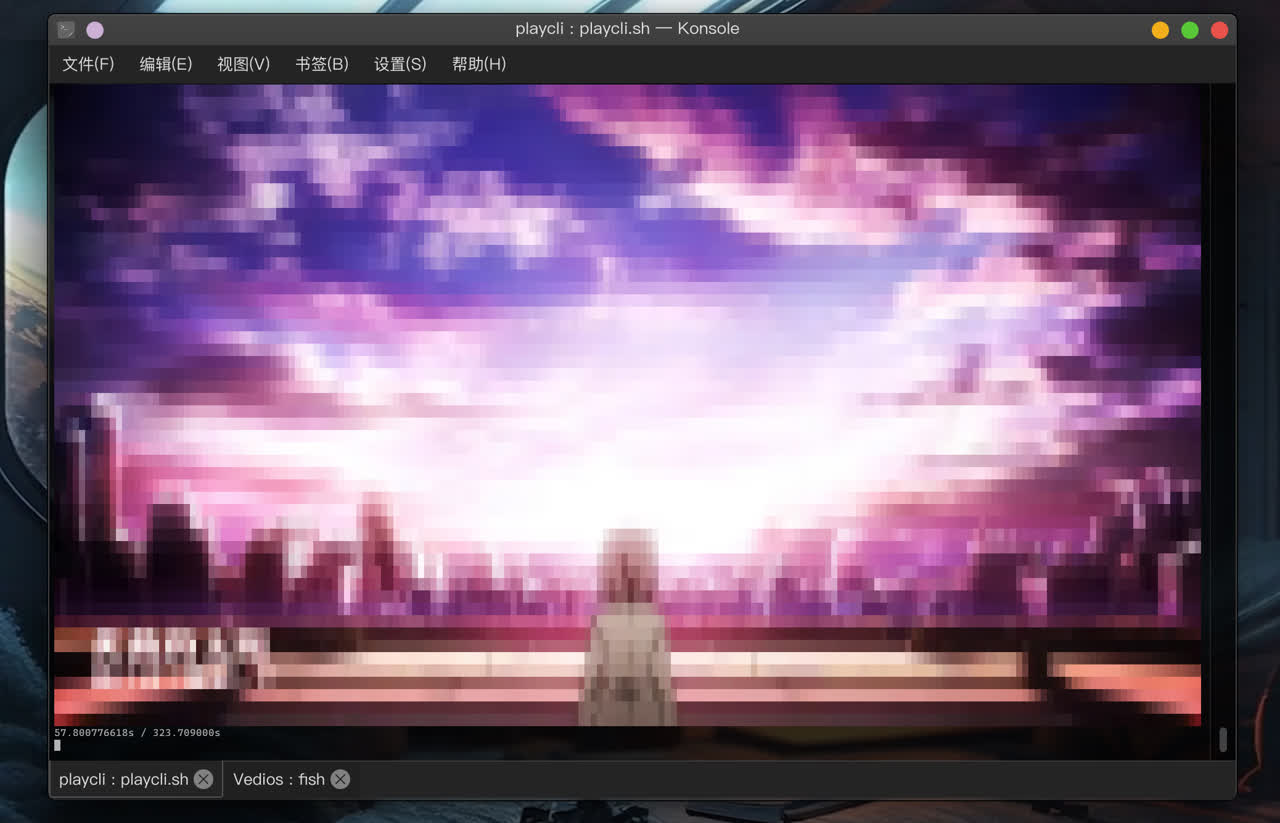 playcli : playcli.sh — Konsole
文件(F) 编辑(E) 视图(V) 书签(B) 设置(S) 帮助(H)
57.800776618s / 323.709000s
playcli : playcli.sh Vedios : fish